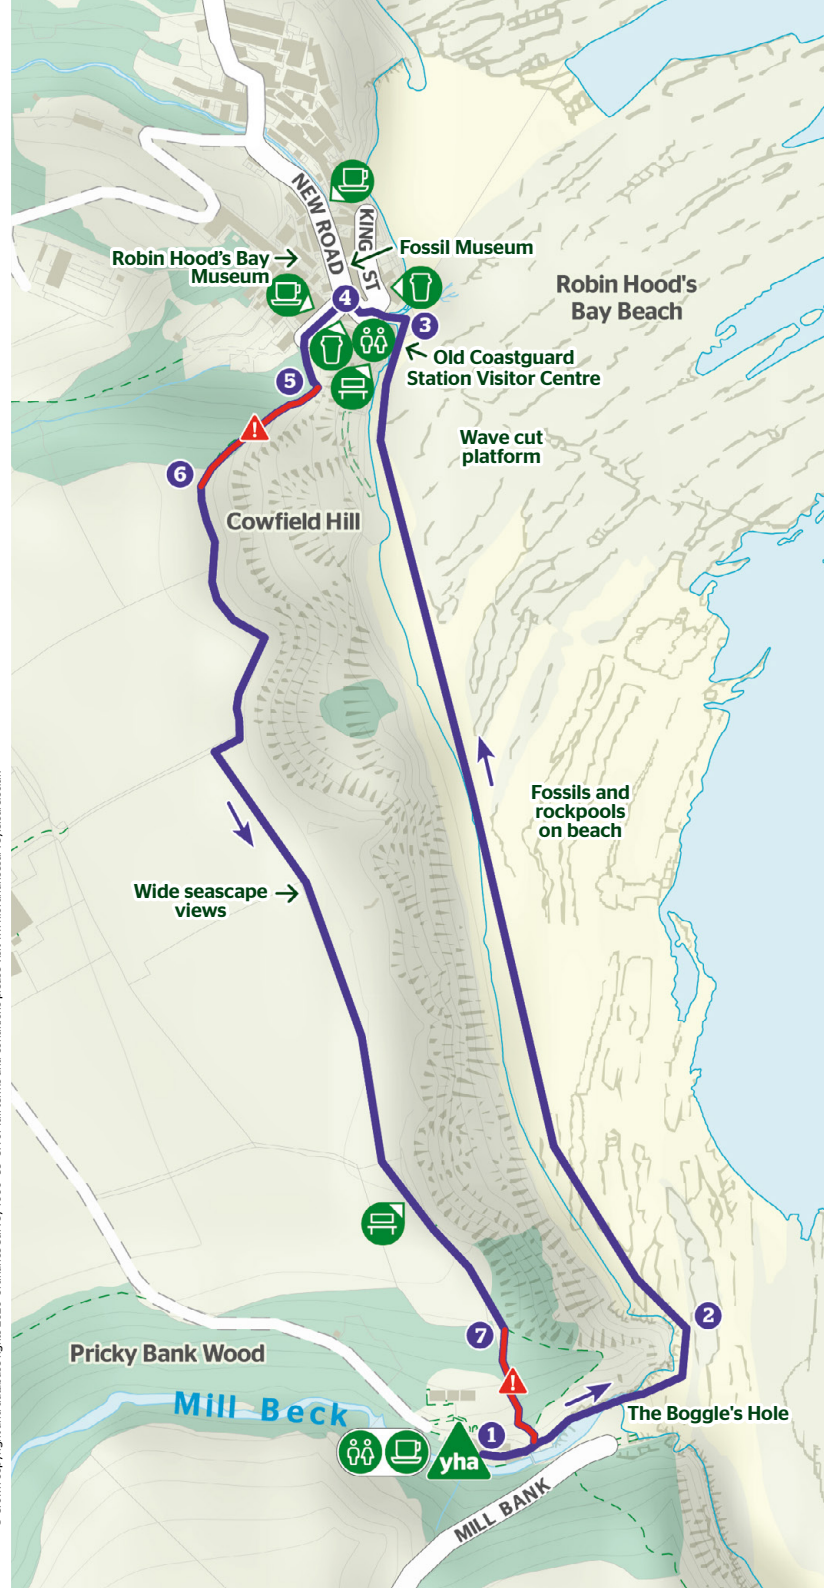 NEW ROAD
KING ST
Robin Hood's Bay
Museum
Fossil Museum
Robin Hood's
Bay Beach
4
3
Old Coastguard
Station Visitor Centre
5
Wave cut
platform
6
Cowfield Hill
Fossils and
rockpools
on beach
Wide seascape
views
2
7
Pricky Bank Wood
Mill Beck
The Boggle's Hole
1
yha
MILL BANK